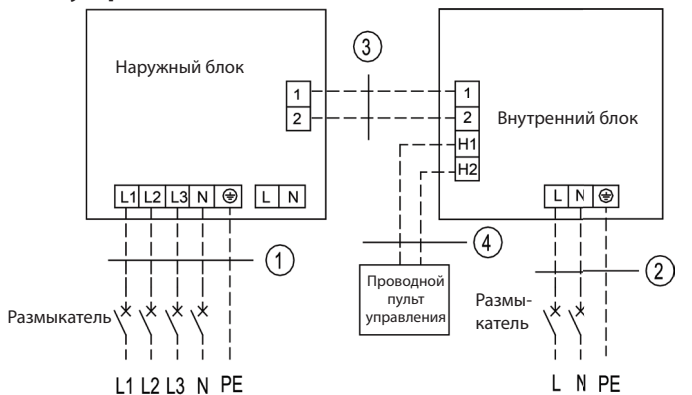 Наружный блок
3
1
2
1
2
H1
H2
Внутренний блок
L1 L2 L3 N
L N
L N
4
1
2
Проводной
пульт
управления
Размыкатель
Размы-
катель
L1 L2 L3 N PE
L N PE